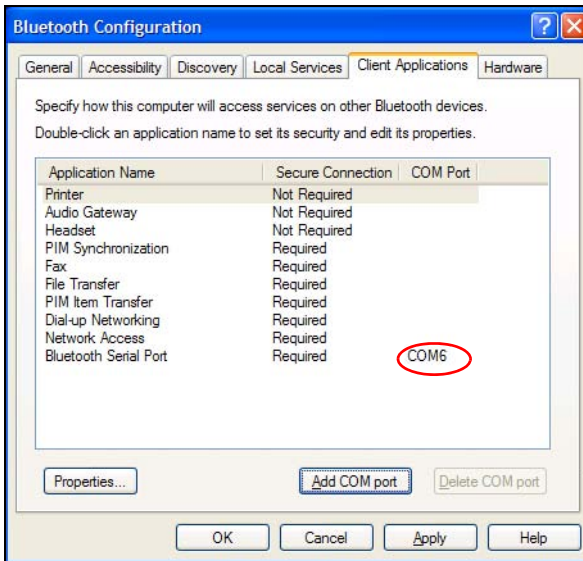 Bluetooth Configuration
?
General Accessibility Discovery Local Services Client Applications Hardware
Specify how this computer will access services on other Bluetooth devices.
Double-click an application name to set its security and edit its properties.
Application Name Secure Connection COM Port
Printer Not Required
Audio Gateway Not Required
Headset Not Required
PIM Synchronization Required
Fax Required
File Transfer Required
PIM Item Transfer Required
Dial-up Networking Required
Network Access Required
Bluetooth Serial Port Required COM6
Properties... Add COM port Delete COM port
OK Cancel Apply Help